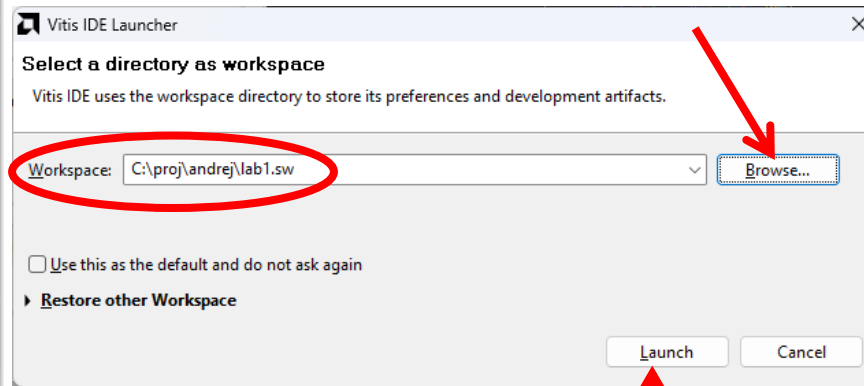 Vitis IDE Launcher
Select a directory as workspace
Vitis IDE uses the workspace directory to store its preferences and development artifacts.
Workspace: C:\proj\andrej\lab1.sw Browse...
Use this as the default and do not ask again
Restore other Workspace
Launch Cancel